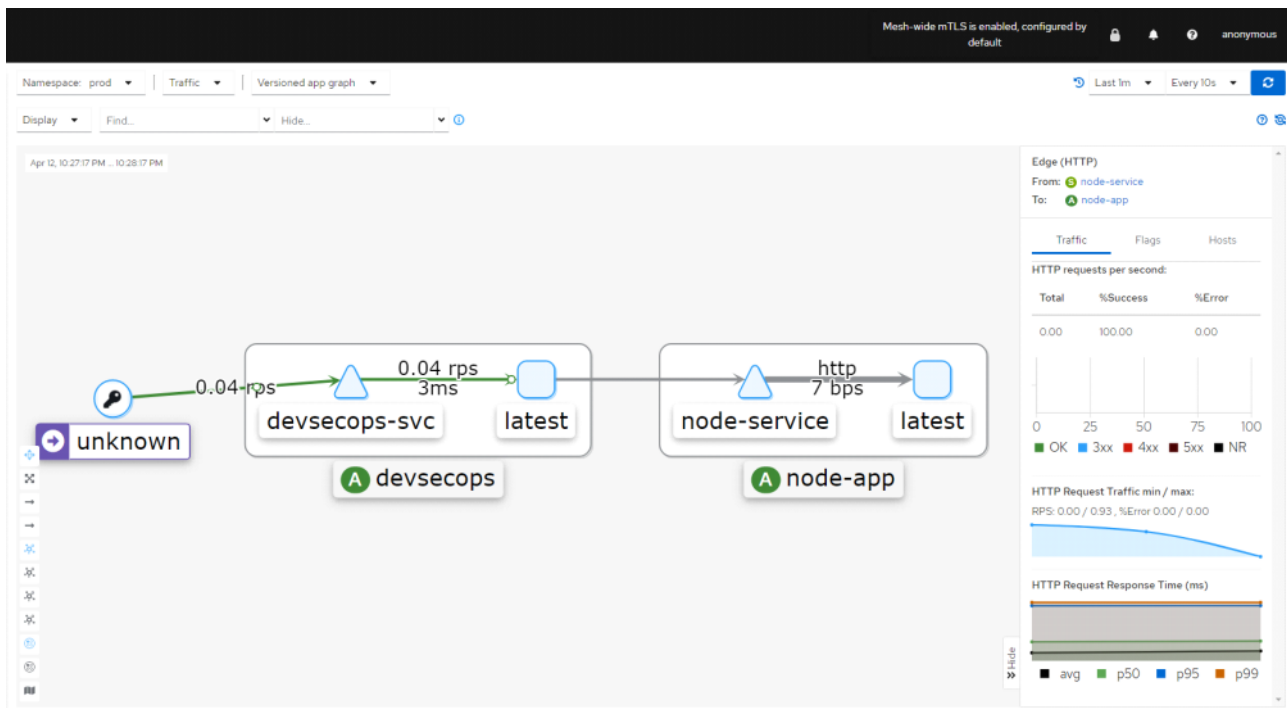 Mesh-wide mTLS is enabled, configured by
default
anonymous
Namespace: prod
Traffic
Versioned app graph
Last 1m
Every 10s
Display
Find...
Hide...
Apr 12, 10:27:17 PM ... 10:28:17 PM
Edge (HTTP)
From: S node-service
To: A node-app
Traffic Flags Hosts
HTTP requests per second:
Total %Success %Error
0.00 100.00 0.00
0 25 50 75 100
OK 3xx 4xx 5xx NR
HTTP Request Traffic min / max:
RPS: 0.00 / 0.93 , %Error 0.00 / 0.00
HTTP Request Response Time (ms)
avg p50 p95 p99
Hide
0.04 rps
unknown
0.04 rps
3ms
devsecops-svc
latest
A devsecops
http
7 bps
node-service
latest
A node-app